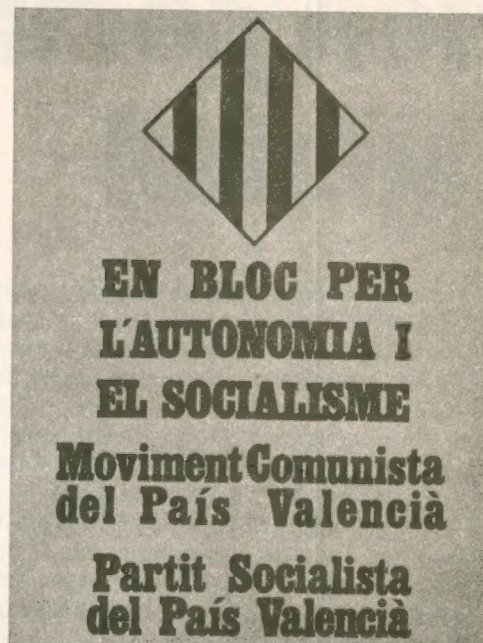 EN BLOC PER
L'AUTONOMIA I
EL SOCIALISME
Moviment Comunista
del País Valencià
Partit Socialista
del País Valencià